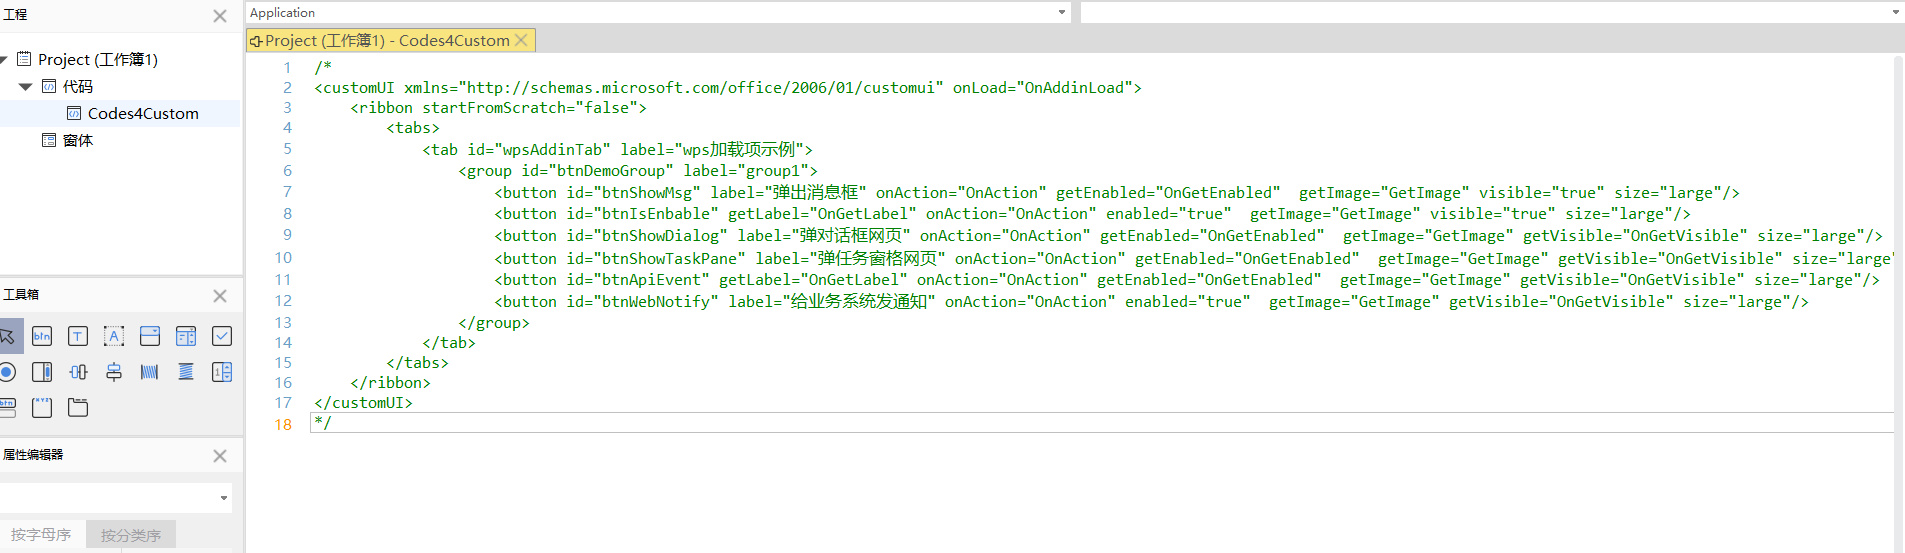 工程
Project (工作簿1)
代码
Codes4Custom
窗体
工具箱
btn
T
A
1
btn
XYZ
属性编辑器
按字母序 按分类序
Application
Project (工作簿1) - Codes4Custom
1 /*
2 <customUI xmlns="http://schemas.microsoft.com/office/2006/01/customui" onLoad="OnAddinLoad">
3 <ribbon startFromScratch="false">
4 <tabs>
5 <tab id="wpsAddinTab" label="wps加载项示例">
6 <group id="btnDemoGroup" label="group1">
7 <button id="btnShowMsg" label="弹出消息框" onAction="OnAction" getEnabled="OnGetEnabled"  getImage="GetImage" visible="true" size="large"/>
8 <button id="btnIsEnbable" getLabel="OnGetLabel" onAction="OnAction" enabled="true"  getImage="GetImage" visible="true" size="large"/>
9 <button id="btnShowDialog" label="弹对话框网页" onAction="OnAction" getEnabled="OnGetEnabled"  getImage="GetImage" getVisible="OnGetVisible" size="large"/>
10 <button id="btnShowTaskPane" label="弹任务窗格网页" onAction="OnAction" getEnabled="OnGetEnabled"  getImage="GetImage" getVisible="OnGetVisible" size="large"
11 <button id="btnApiEvent" getLabel="OnGetLabel" onAction="OnAction" getEnabled="OnGetEnabled"  getImage="GetImage" getVisible="OnGetVisible" size="large"/>
12 <button id="btnWebNotify" label="给业务系统发通知" onAction="OnAction" enabled="true"  getImage="GetImage" getVisible="OnGetVisible" size="large"/>
13 </group>
14 </tab>
15 </tabs>
16 </ribbon>
17 </customUI>
18 */